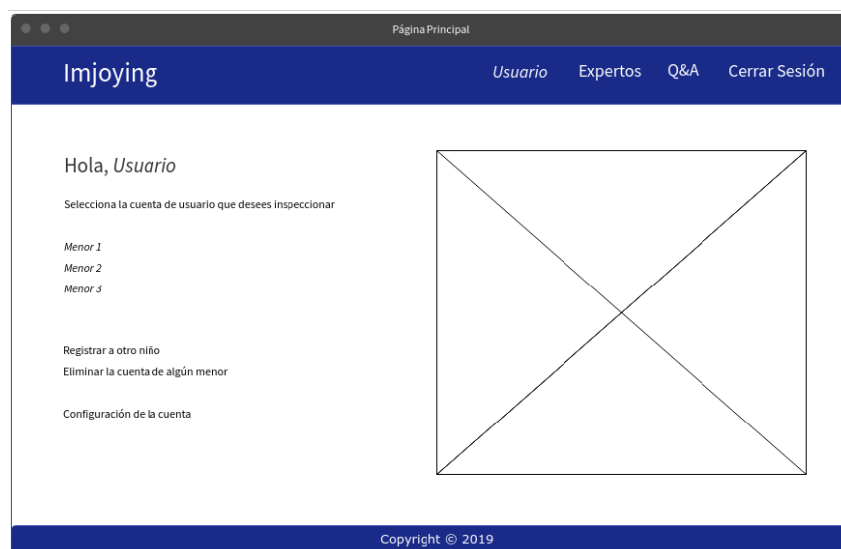 Página Principal
Imjoying
Usuario Expertos Q&A Cerrar Sesión
Hola, Usuario
Selecciona la cuenta de usuario que desees inspeccionar
Menor 1
Menor 2
Menor 3
Registrar a otro niño
Eliminar la cuenta de algún menor
Configuración de la cuenta
Copyright © 2019